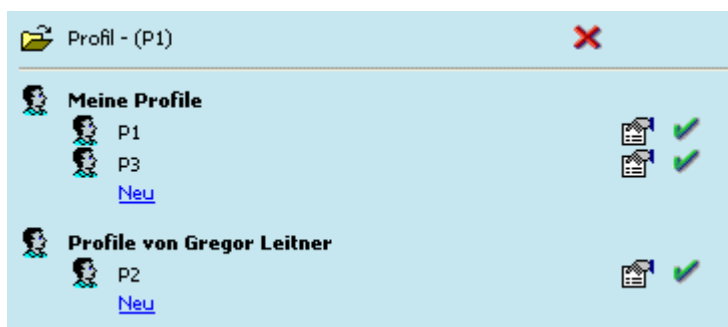 Profil - (P1)
Meine Profile
P1
P3
Neu
Profile von Gregor Leitner
P2
Neu